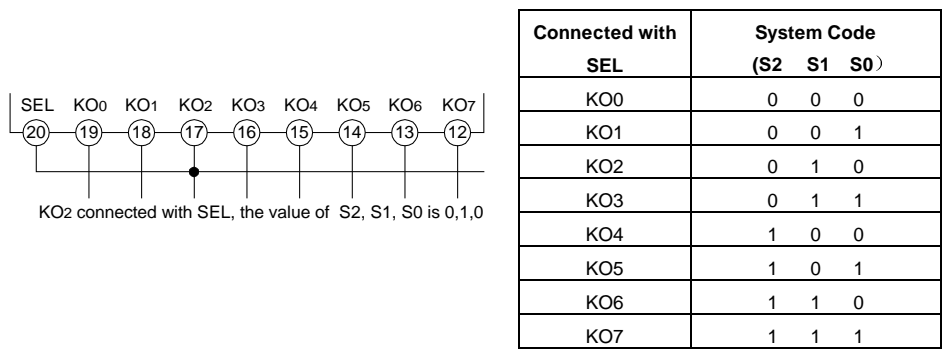 SEL KO0 KO1 KO2 KO3 KO4 KO5 KO6 KO7
20 19 18 17 16 15 14 13 12
KO2 connected with SEL, the value of S2, S1, S0 is 0,1,0
Connected with SEL System Code (S2 S1 S0）
KO0 0 0 0
KO1 0 0 1
KO2 0 1 0
KO3 0 1 1
KO4 1 0 0
KO5 1 0 1
KO6 1 1 0
KO7 1 1 1